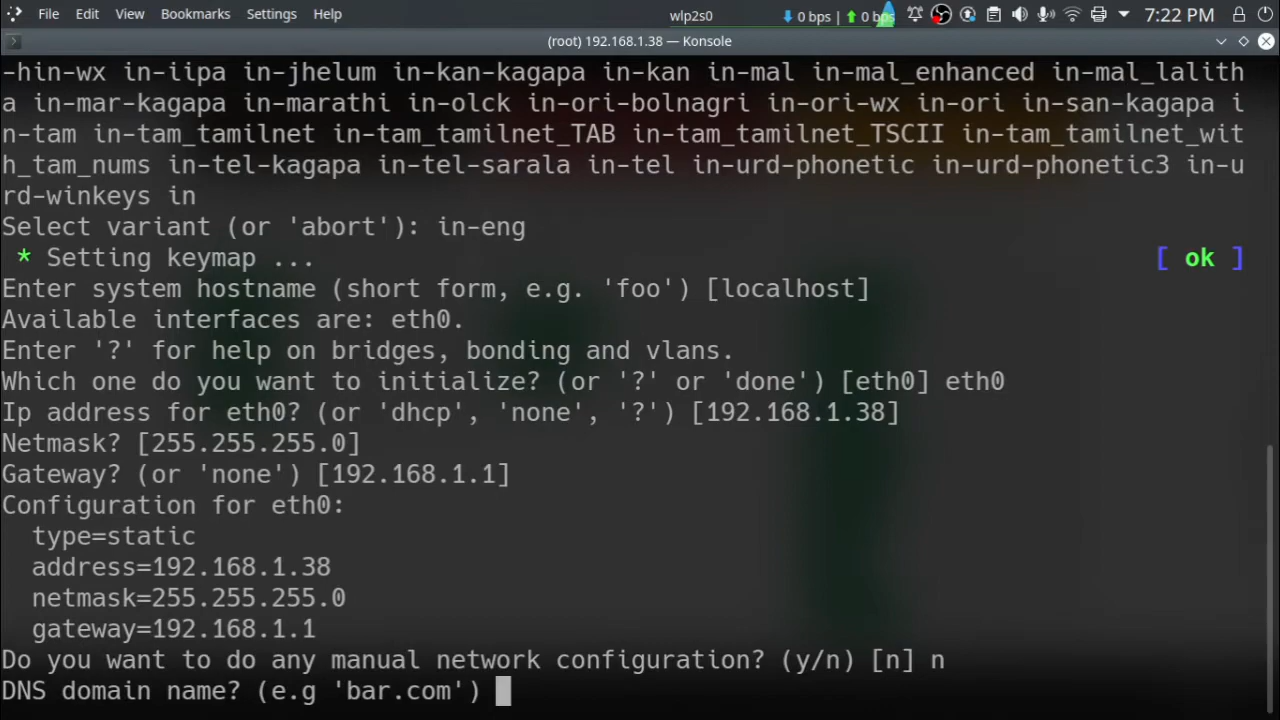 File Edit View Bookmarks Settings Help wlp2s0 0 bps | 0 bps 7:22 PM
(root) 192.168.1.38 — Konsole
-hin-wx in-iipa in-jhelum in-kan-kagapa in-kan in-mal in-mal_enhanced in-mal_lalith
a in-mar-kagapa in-marathi in-olck in-ori-bolnagri in-ori-wx in-ori in-san-kagapa i
n-tam in-tam_tamilnet in-tam_tamilnet_TAB in-tam_tamilnet_TSCII in-tam_tamilnet_wit
h_tam_nums in-tel-kagapa in-tel-sarala in-tel in-urd-phonetic in-urd-phonetic3 in-u
rd-winkeys in
Select variant (or 'abort'): in-eng
* Setting keymap ... [ ok ]
Enter system hostname (short form, e.g. 'foo') [localhost]
Available interfaces are: eth0.
Enter '?' for help on bridges, bonding and vlans.
Which one do you want to initialize? (or '?' or 'done') [eth0] eth0
Ip address for eth0? (or 'dhcp', 'none', '?') [192.168.1.38]
Netmask? [255.255.255.0]
Gateway? (or 'none') [192.168.1.1]
Configuration for eth0:
type=static
address=192.168.1.38
netmask=255.255.255.0
gateway=192.168.1.1
Do you want to do any manual network configuration? (y/n) [n] n
DNS domain name? (e.g 'bar.com')